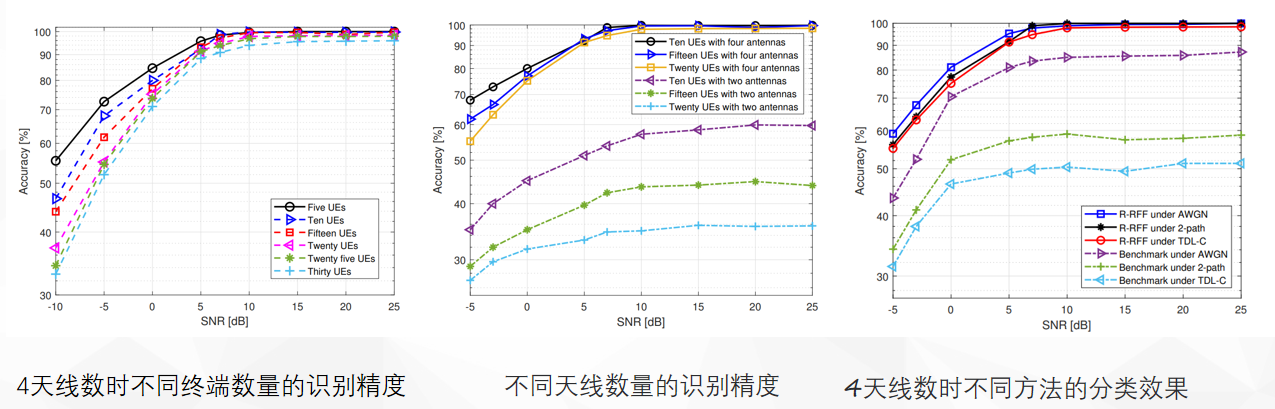 Accuracy [%]
100
90
80
70
60
50
40
30
-10
-5
0
5
10
15
20
25
SNR [dB]
Five UEs
Ten UEs
Fifteen UEs
Twenty UEs
Twenty five UEs
Thirty UEs
4天线数时不同终端数量的识别精度
Accuracy [%]
100
90
80
70
60
50
40
30
-5
0
5
10
15
20
25
SNR [dB]
Ten UEs with four antennas
Fifteen UEs with four antennas
Twenty UEs with four antennas
Ten UEs with two anttennas
Fifteen UEs with two antennas
Twenty UEs with two antennas
不同天线数量的识别精度
Accuracy [%]
100
90
80
70
60
50
40
30
-5
0
5
10
15
20
25
SNR [dB]
R-RFF under AWGN
R-RFF under 2-path
R-RFF under TDL-C
Benchmark under AWGN
Benchmark under 2-path
Benchmark under TDL-C
4天线数时不同方法的分类效果